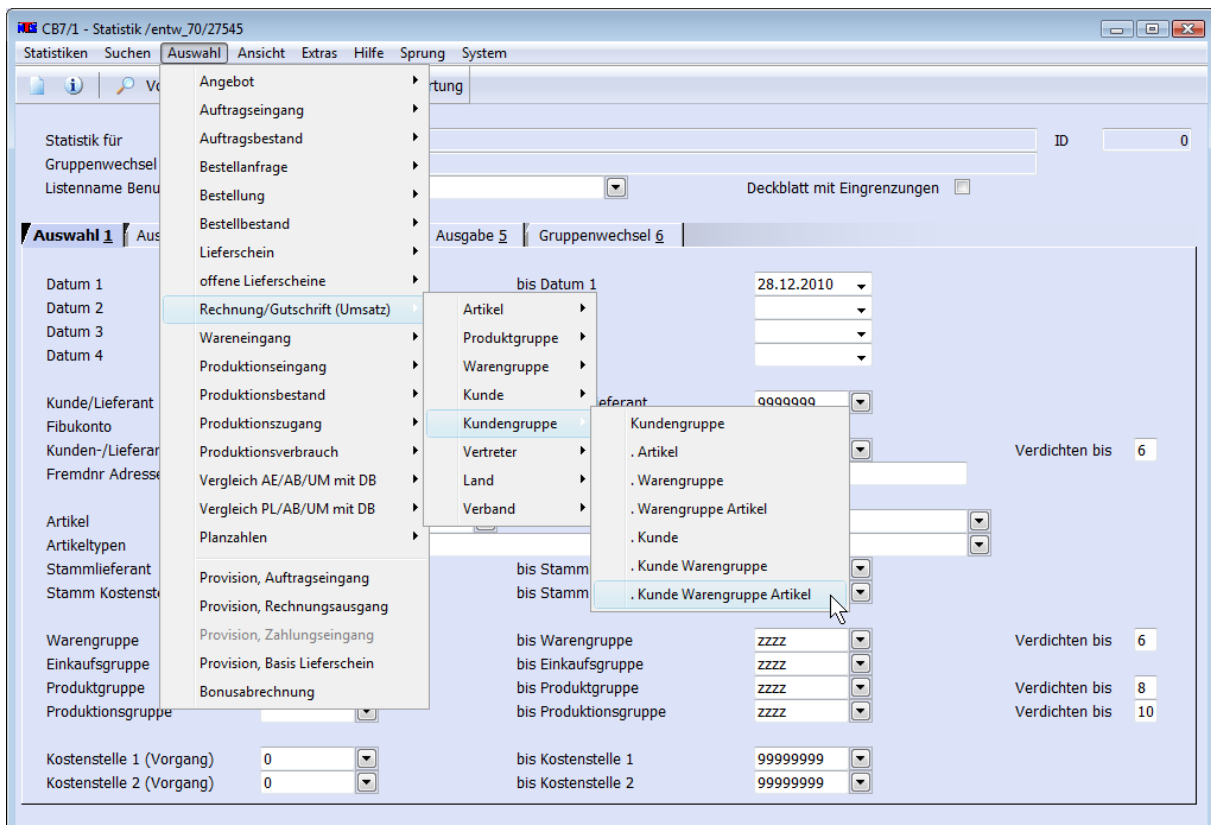 CB7/1 - Statistik /entw_70/27545
Statistiken Suchen Auswahl Ansicht Extras Hilfe Sprung System
Angebot
Auftragseingang
Auftragsbestand
Bestellanfrage
Bestellung
Bestellbestand
Lieferschein
offene Lieferscheine
Rechnung/Gutschrift (Umsatz)
Wareneingang
Produktionseingang
Produktionsbestand
Produktionszugang
Produktionsverbrauch
Vergleich AE/AB/UM mit DB
Vergleich PL/AB/UM mit DB
Planzahlen
Provision, Auftragseingang
Provision, Rechnungsausgang
Provision, Zahlungseingang
Provision, Basis Lieferschein
Bonusabrechnung
Artikel
Produktgruppe
Warengruppe
Kunde
Kundengruppe
Vertreter
Land
Verband
Kundengruppe
. Artikel
. Warengruppe
. Warengruppe Artikel
. Kunde
. Kunde Warengruppe
. Kunde Warengruppe Artikel
Statistik für ID 0
Gruppenwechsel
Listenname Benu Deckblatt mit Eingrenzungen
Auswahl 1 Aus Ausgabe 5 Gruppenwechsel 6
Datum 1 bis Datum 1 28.12.2010
Datum 2
Datum 3
Datum 4
Kunde/Lieferant eferant 9999999
Fibukonto
Kunden-/Lieferar Verdichten bis 6
Fremdnr Adresse
Artikel
Artikeltypen
Stammlieferant bis Stamm
Stamm Kostenst bis Stamm
Warengruppe bis Warengruppe zzzz Verdichten bis 6
Einkaufsgruppe bis Einkaufsgruppe zzzz
Produktgruppe bis Produktgruppe zzzz Verdichten bis 8
Produktionsgruppe bis Produktionsgruppe zzzz Verdichten bis 10
Kostenstelle 1 (Vorgang) 0 bis Kostenstelle 1 99999999
Kostenstelle 2 (Vorgang) 0 bis Kostenstelle 2 99999999